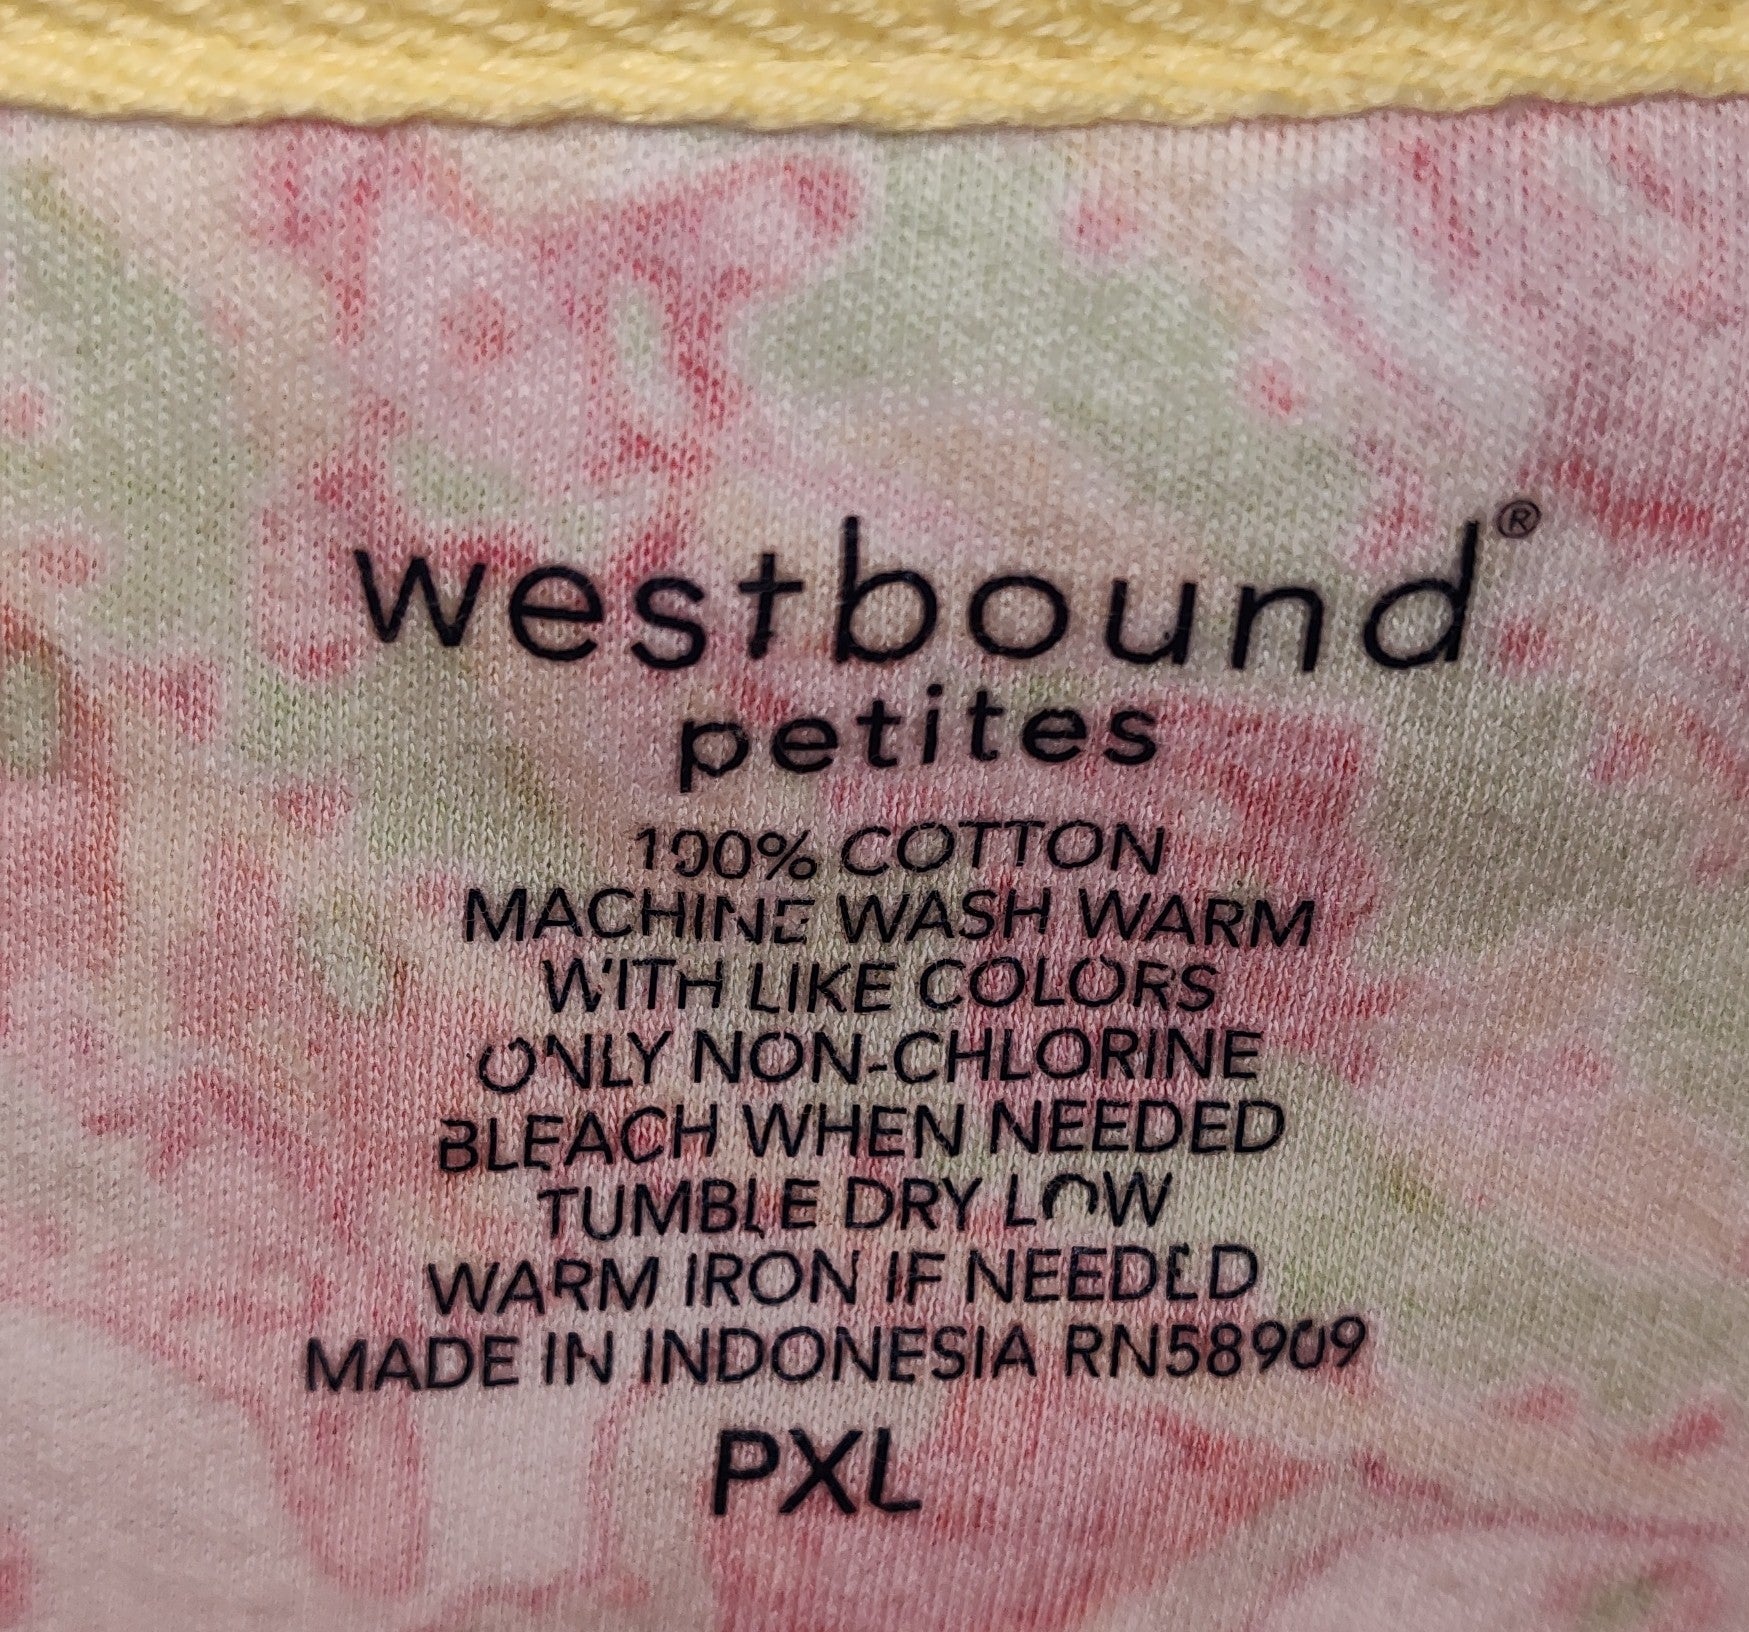 westbound®
petites
100% COTTON
MACHINE WASH WARM
WITH LIKE COLORS
ONLY NON-CHLORINE
BLEACH WHEN NEEDED
TUMBLE DRY LOW
WARM IRON IF NEEDED
MADE IN INDONESIA RN58909
PXL